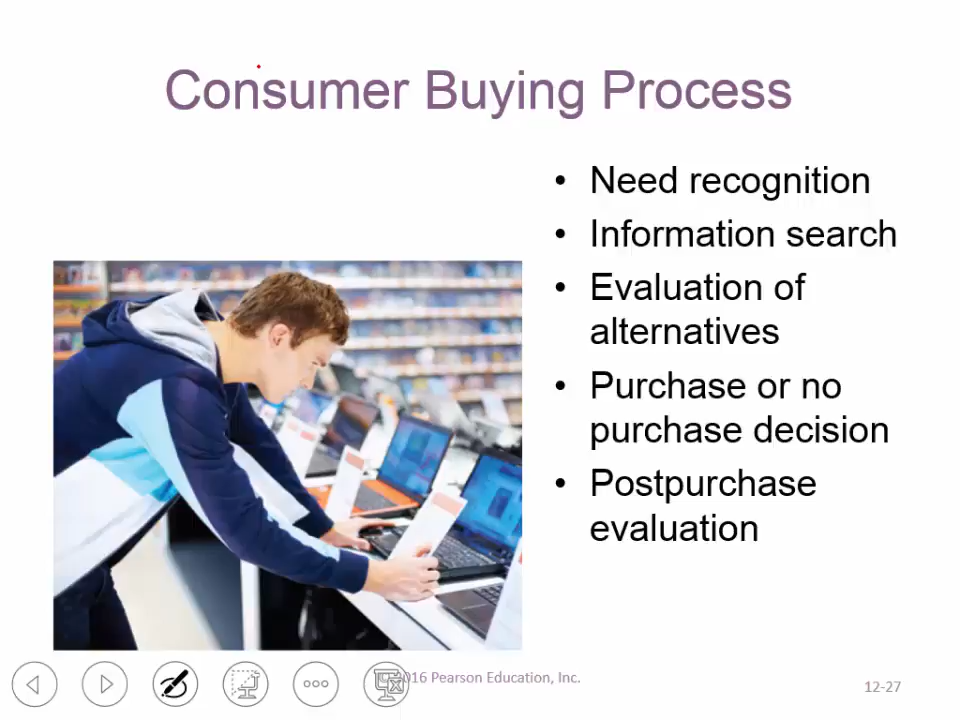 Consumer Buying Process
• Need recognition
• Information search
• Evaluation of
alternatives
• Purchase or no
purchase decision
• Postpurchase
evaluation
2016 Pearson Education, Inc.
12-27